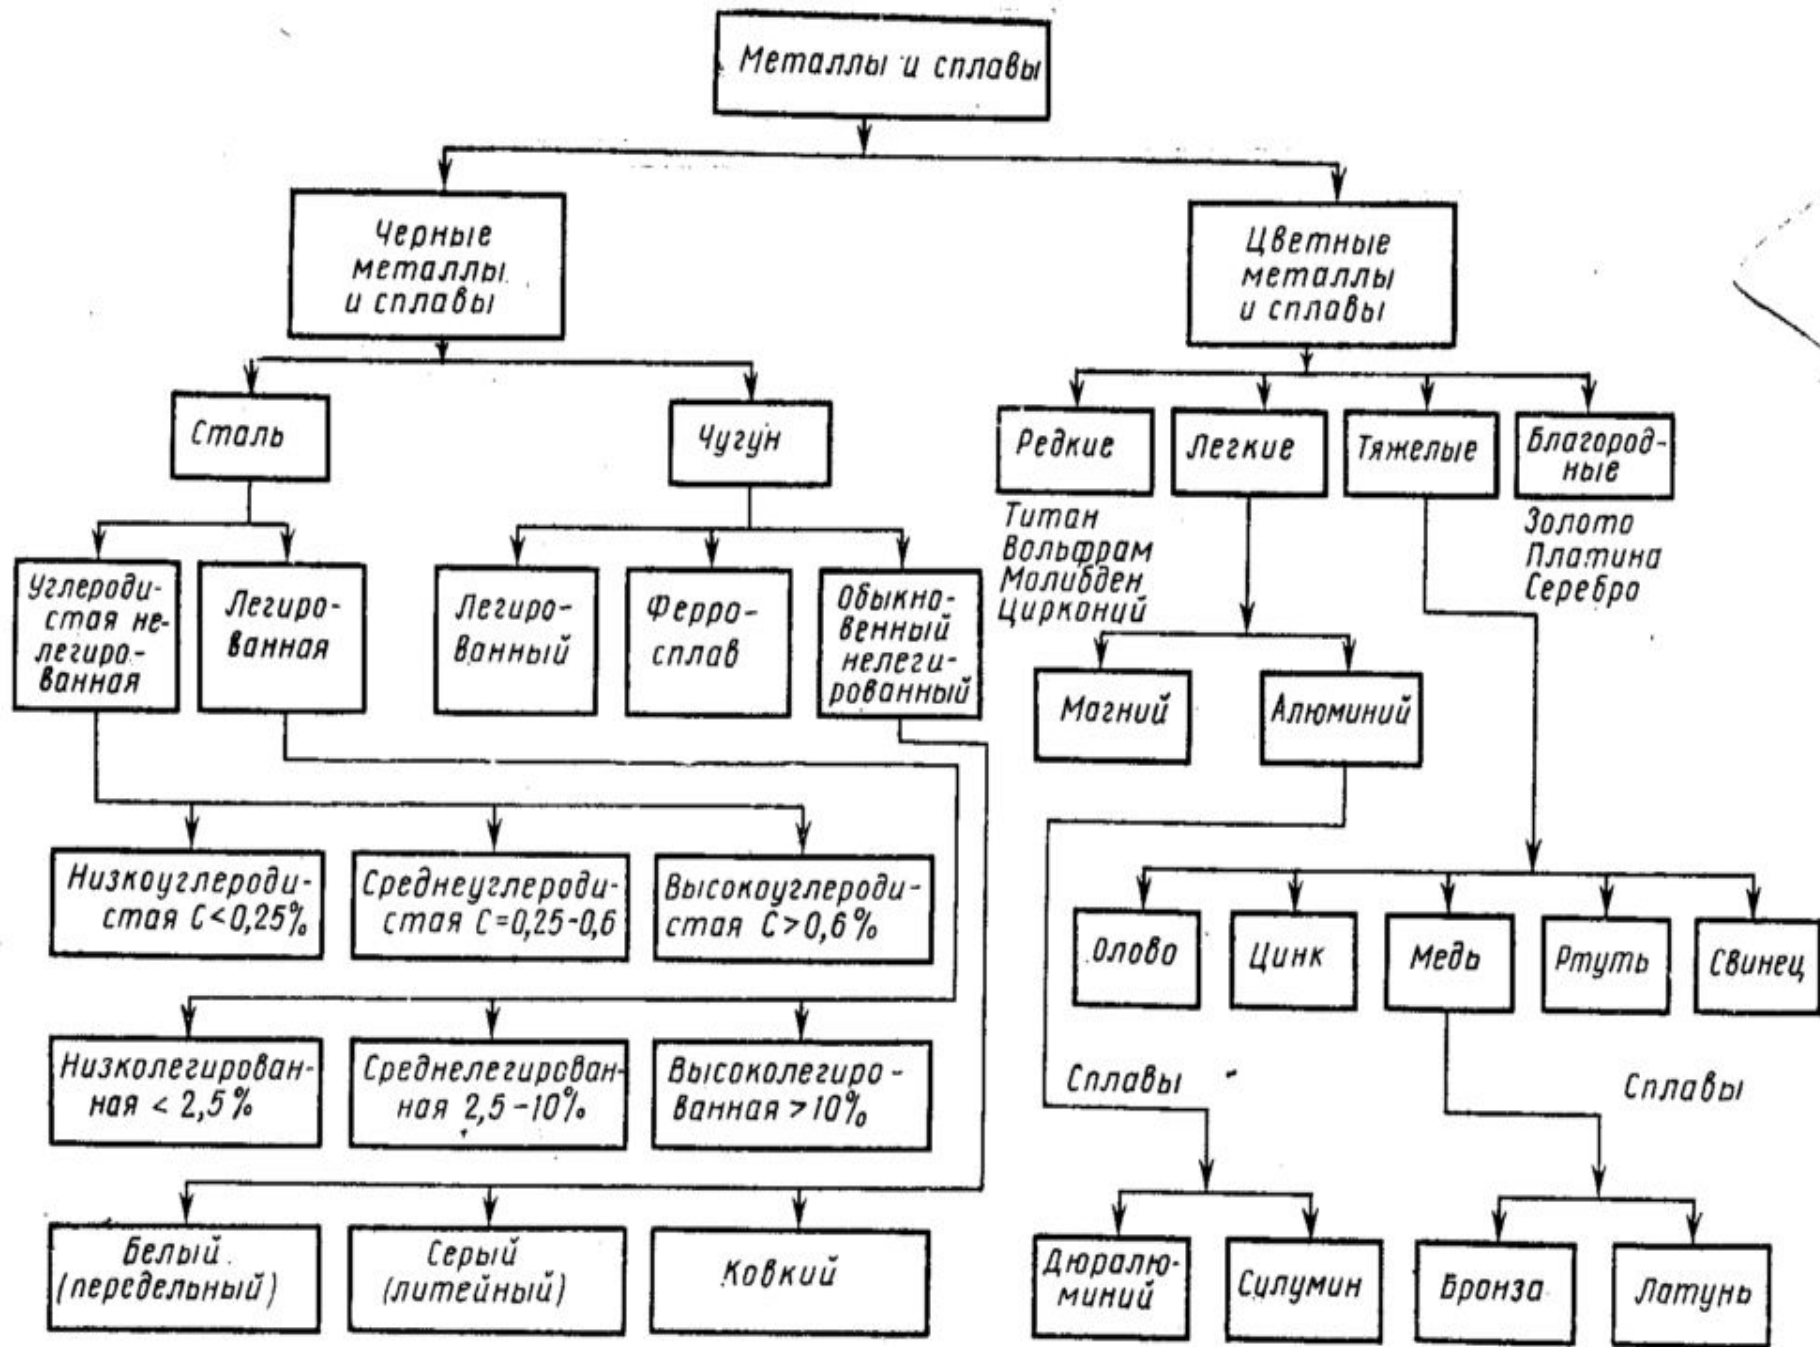 Металлы и сплавы
Черные
металлы
и сплавы
Цветные
металлы
и сплавы
Сталь
Чугун
Редкие
Легкие
Тяжелые
Благород-
ные
Титан
Вольфрам
Молибден
Цирконий
Золото
Платина
Серебро
Углероди-
стая не-
легиро-
ванная
Легиро-
ванная
Легиро-
ванный
Ферро-
сплав
Обыкно-
венный
нелеги-
рованный
Магний
Алюминий
Низкоуглероди-
стая С<0,25%
Среднеуглероди-
стая С=0,25-0,6
Высокоуглероди-
стая С>0,6%
Олово
Цинк
Медь
Ртуть
Свинец
Низколегирован-
ная < 2,5%
Среднелегирован-
ная 2,5-10%
Высоколегиро-
ванная >10%
Сплавы
Сплавы
Белый
(передельный)
Серый
(литейный)
Ковкий
Дюралю-
миний
Силумин
Бронза
Латунь